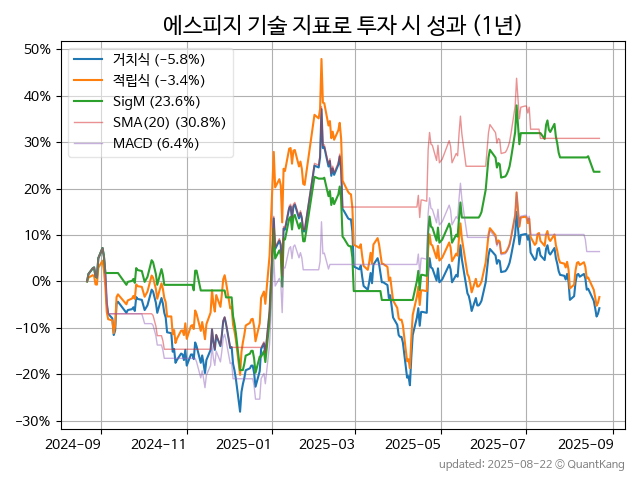 에스피지 기술 지표로 투자 시 성과 (1년)
50%
40%
30%
20%
10%
0%
−10%
−20%
−30%
거치식 (−5.8%)
적립식 (−3.4%)
SigM (23.6%)
SMA(20) (30.8%)
MACD (6.4%)
2024-09 2024-11 2025-01 2025-03 2025-05 2025-07 2025-09
updated: 2025-08-22 © QuantKang